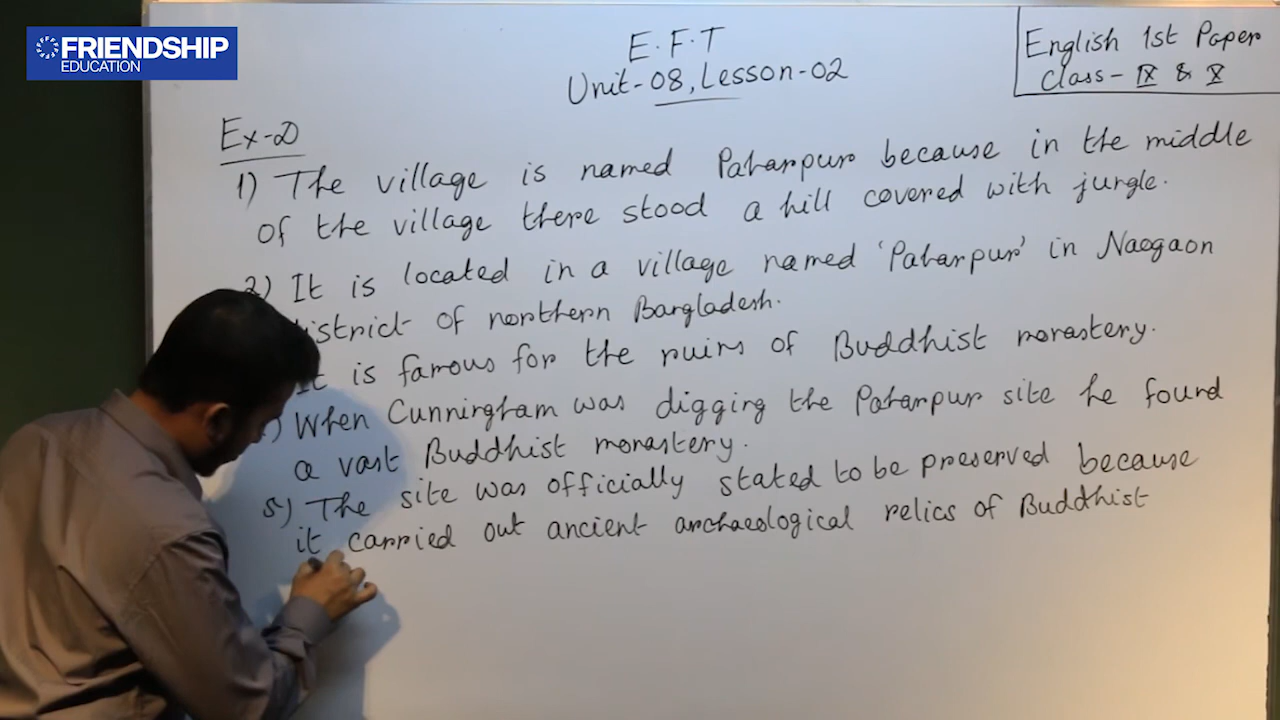 FRIENDSHIP
EDUCATION
E.F.T
Unit-08, Lesson-02
English 1st Paper
Class- IX & X
Ex-D
1) The village is named Paharpur because in the middle
of the village there stood a hill covered with jungle.
2) It is located in a village named 'Paharpur' in Naogaon
district of northern Bangladesh.
It is famous for the ruins of Buddhist monastery.
) When Cunningham was digging the Paharpur site he found
a vast Buddhist monastery.
5) The site was officially stated to be preserved because
it carried out ancient archaeological relics of Buddhist